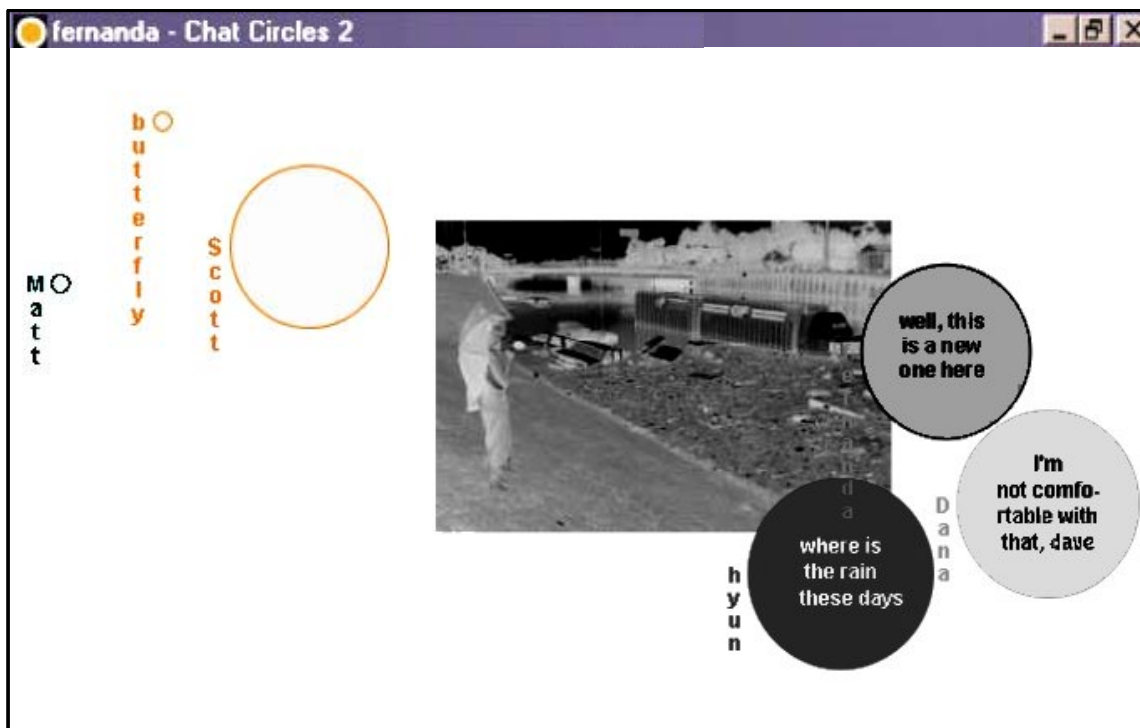 fernanda - Chat Circles 2
butterfly
Scott
Matt
well, this
is a new
one here
I'm
not comfo-
rtable with
that, dave
Dana
where is
the rain
these days
hyun